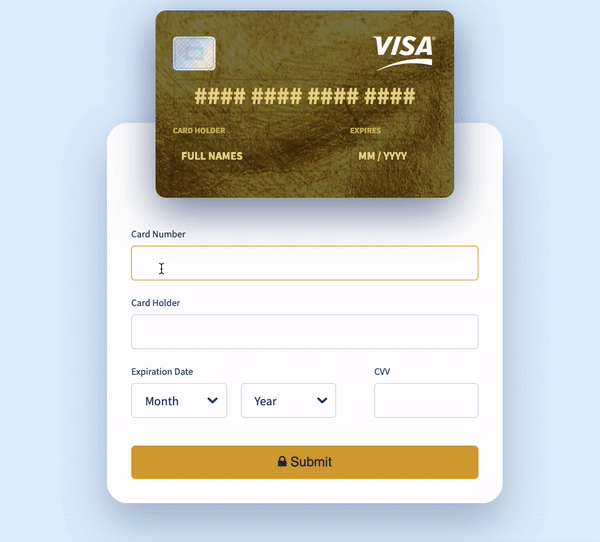 VISA
#### #### #### ####
CARD HOLDER EXPIRES
FULL NAMES MM / YYYY
Card Number
Card Holder
Expiration Date CVV
Month Year
Submit